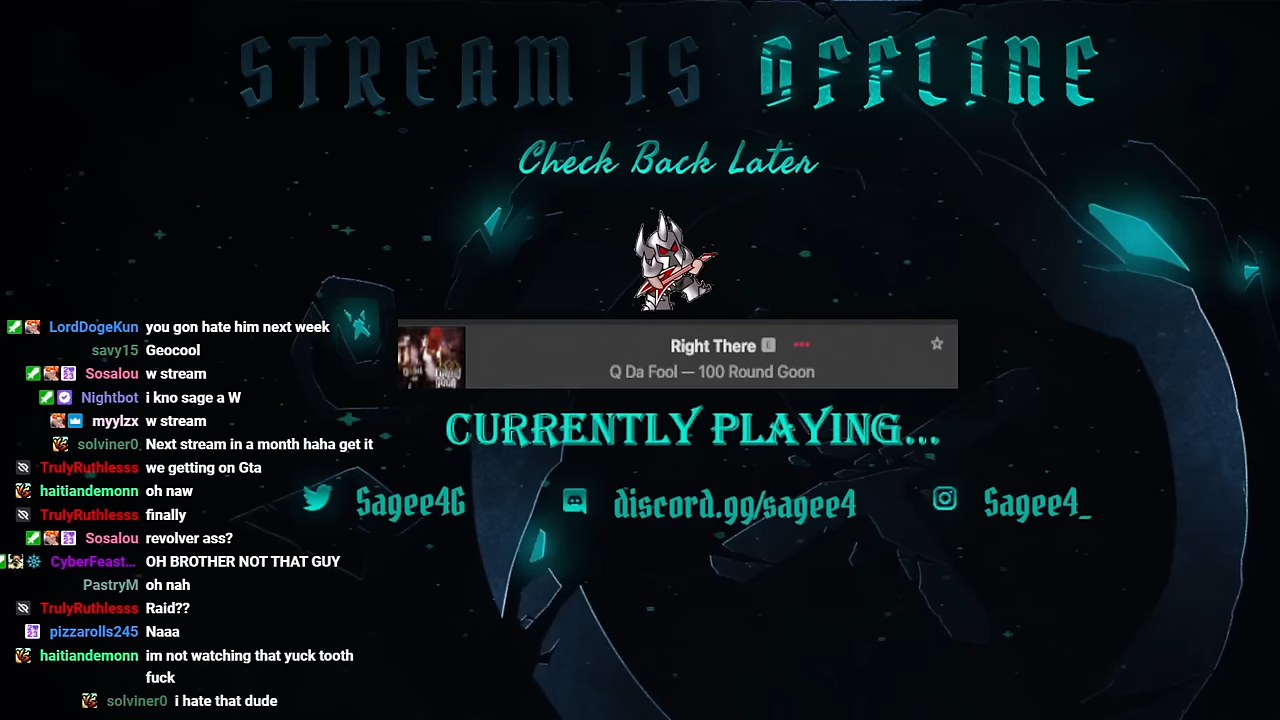 STREAM IS OFFLINE
Check Back Later
Right There E
Q Da Fool — 100 Round Goon
CURRENTLY PLAYING...
Sagee4G
discord.gg/sagee4
Sagee4_
LordDogeKun you gon hate him next week
savy15 Geocool
Sosalou w stream
Nightbot i kno sage a W
myylzx w stream
solviner0 Next stream in a month haha get it
TrulyRuthlesss we getting on Gta
haitiandemonn oh naw
TrulyRuthlesss finally
Sosalou revolver ass?
CyberFeast... OH BROTHER NOT THAT GUY
PastryM oh nah
TrulyRuthlesss Raid??
pizzarolls245 Naaa
haitiandemonn im not watching that yuck tooth
fuck
solviner0 i hate that dude